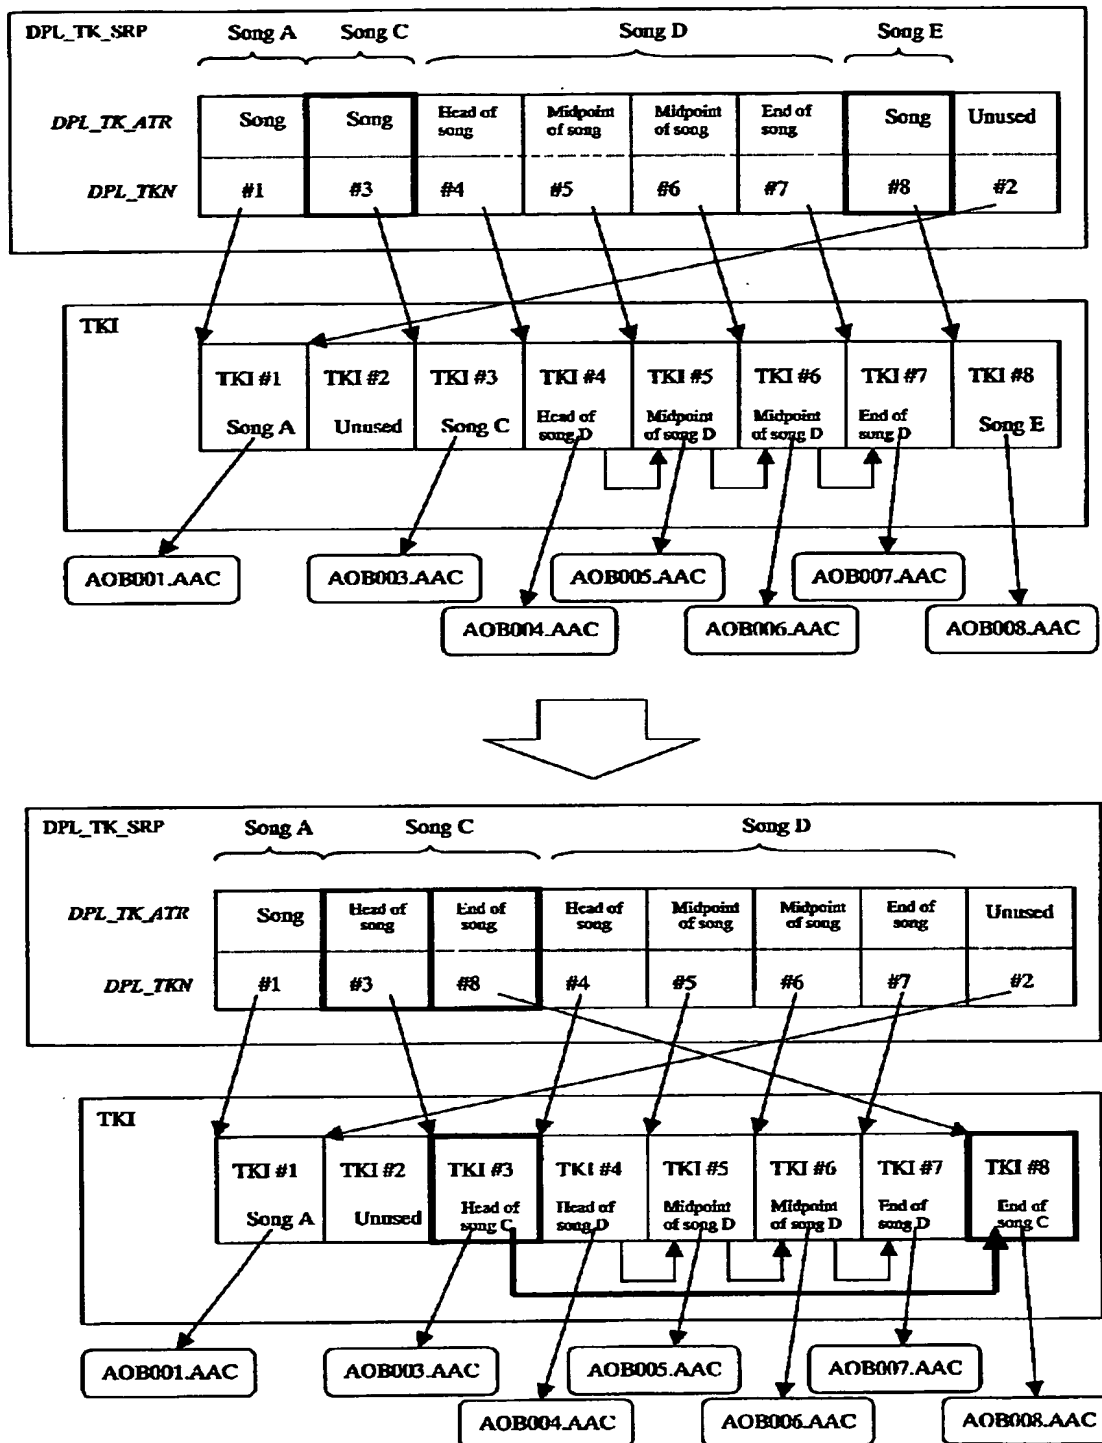 DPL_TK_SRP Song A Song C Song D Song E
DPL_TK_ATR Song Song Head of song Midpoint of song Midpoint of song End of song Song Unused
DPL_TKN #1 #3 #4 #5 #6 #7 #8 #2
TKI
TKI #1 TKI #2 TKI #3 TKI #4 TKI #5 TKI #6 TKI #7 TKI #8
Song A Unused Song C Head of song D Midpoint of song D Midpoint of song D End of song D Song E
AOB001.AAC AOB003.AAC AOB005.AAC AOB007.AAC
AOB004.AAC AOB006.AAC AOB008.AAC
DPL_TK_SRP Song A Song C Song D
DPL_TK_ATR Song Head of song End of song Head of song Midpoint of song Midpoint of song End of song Unused
DPL_TKN #1 #3 #8 #4 #5 #6 #7 #2
TKI
TKI #1 TKI #2 TKI #3 TKI #4 TKI #5 TKI #6 TKI #7 TKI #8
Song A Unused Head of song C Head of song D Midpoint of song D Midpoint of song D End of song D End of song C
AOB001.AAC AOB003.AAC AOB005.AAC AOB007.AAC
AOB004.AAC AOB006.AAC AOB008.AAC